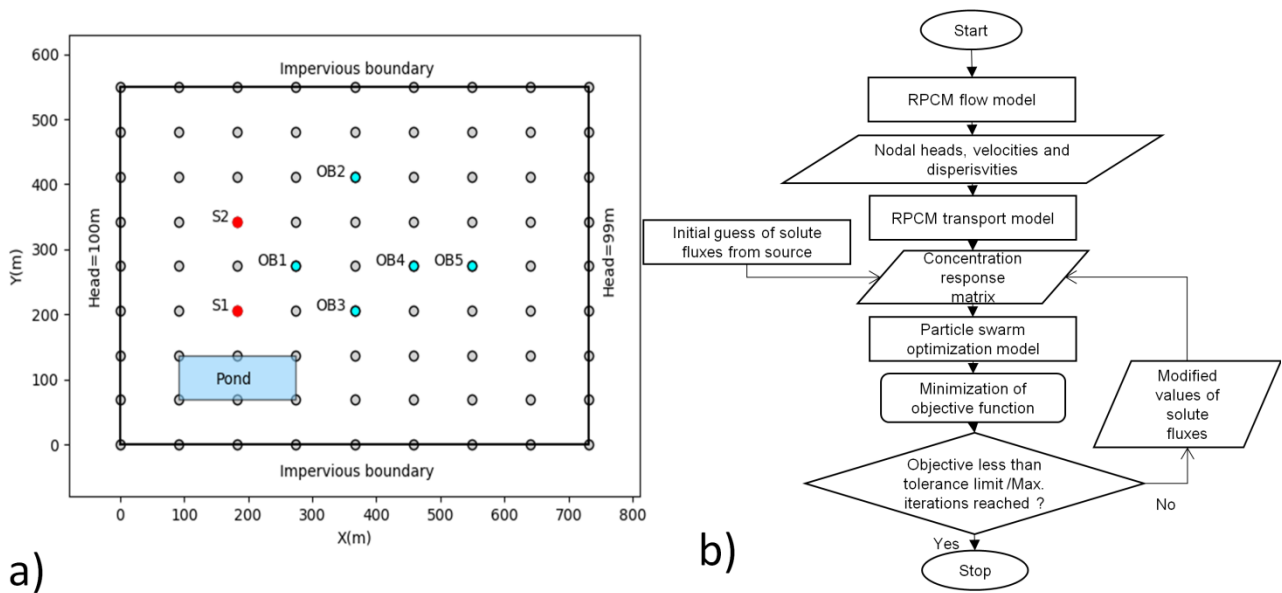 600
500
400
300
200
100
0
Y(m)
Impervious boundary
Head=100m
Head=99m
OB2
S2
OB1
OB4
OB5
S1
OB3
Pond
Impervious boundary
0
100
200
300
400
500
600
700
800
X(m)
a)
Start
RPCM flow model
Nodal heads, velocities and
disperisvities
RPCM transport model
Initial guess of solute
fluxes from source
Concentration
response
matrix
Particle swarm
optimization model
Minimization of
objective function
Modified
values of
solute
fluxes
Objective less than
tolerance limit /Max.
iterations reached ?
No
Yes
Stop
b)